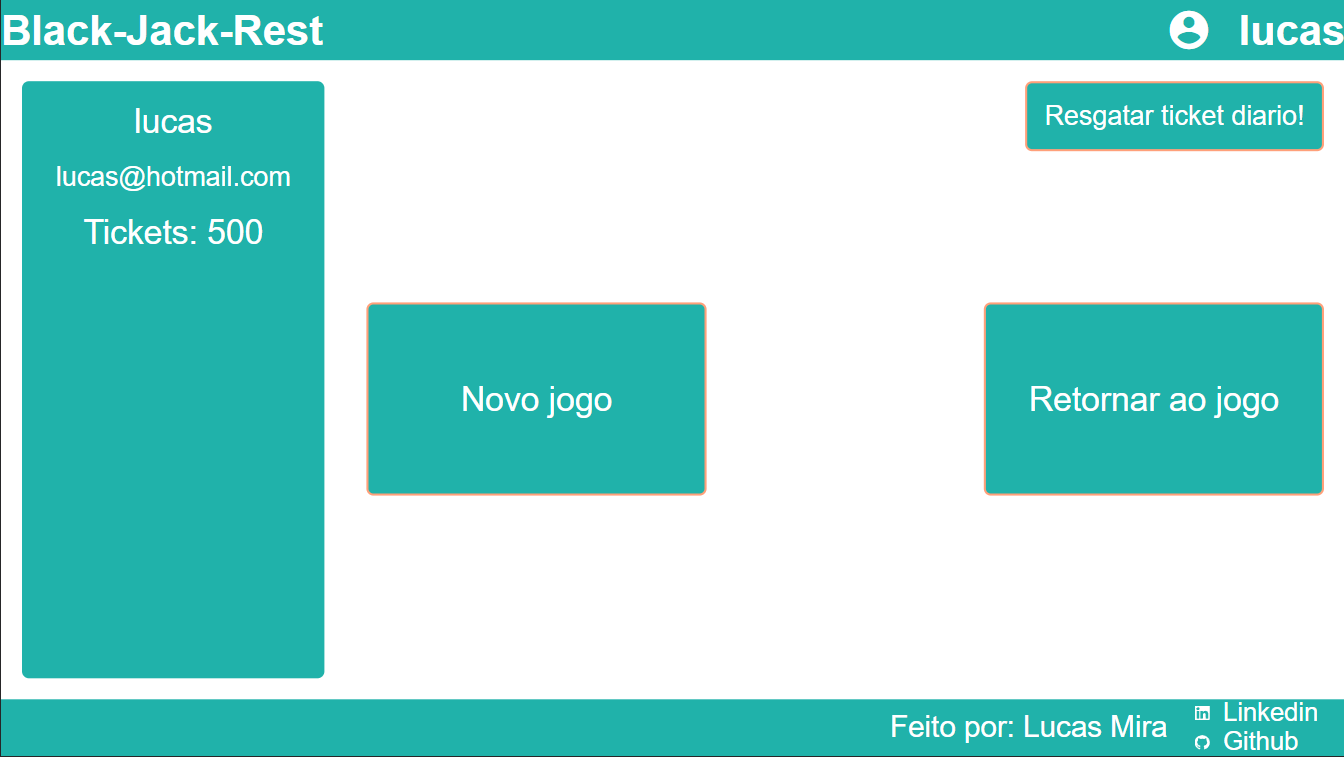 Black-Jack-Rest
lucas
lucas
lucas@hotmail.com
Tickets: 500
Resgatar ticket diario!
Novo jogo
Retornar ao jogo
Feito por: Lucas Mira
Linkedin
Github